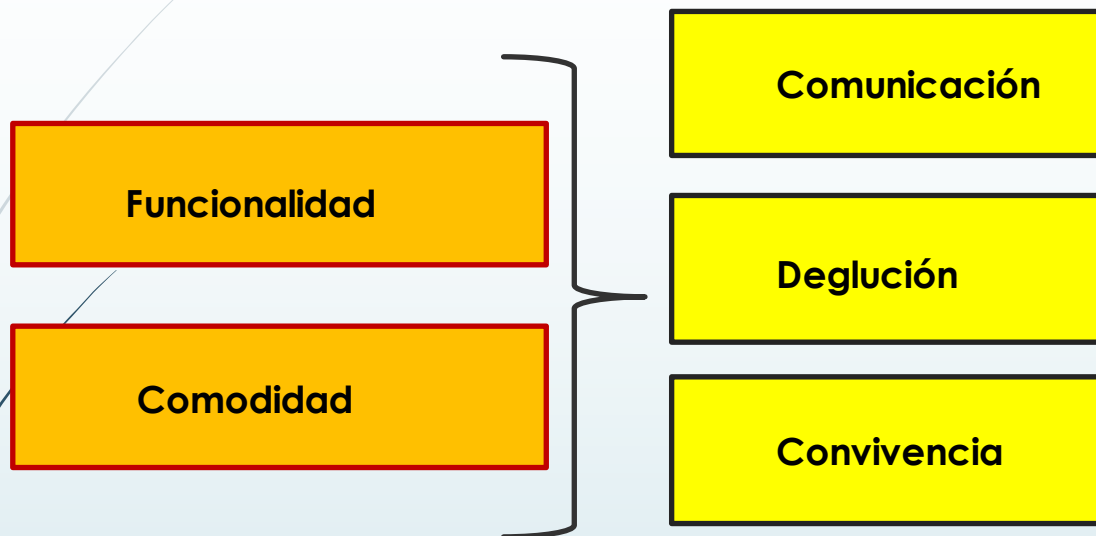 Funcionalidad
Comodidad
Comunicación
Deglución
Convivencia